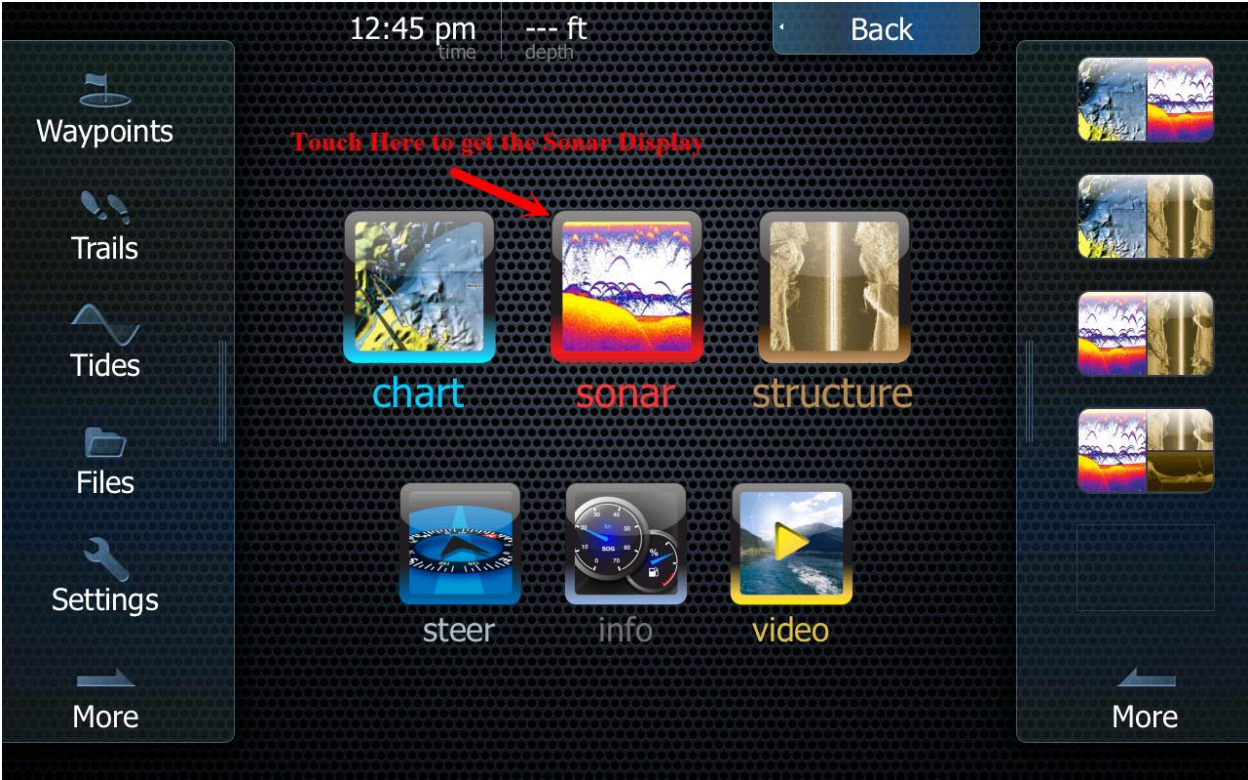 12:45 pm
time
--- ft
depth
Back
Waypoints
Touch Here to get the Sonar Display
Trails
Tides
Files
Settings
More
chart
sonar
structure
steer
info
video
More